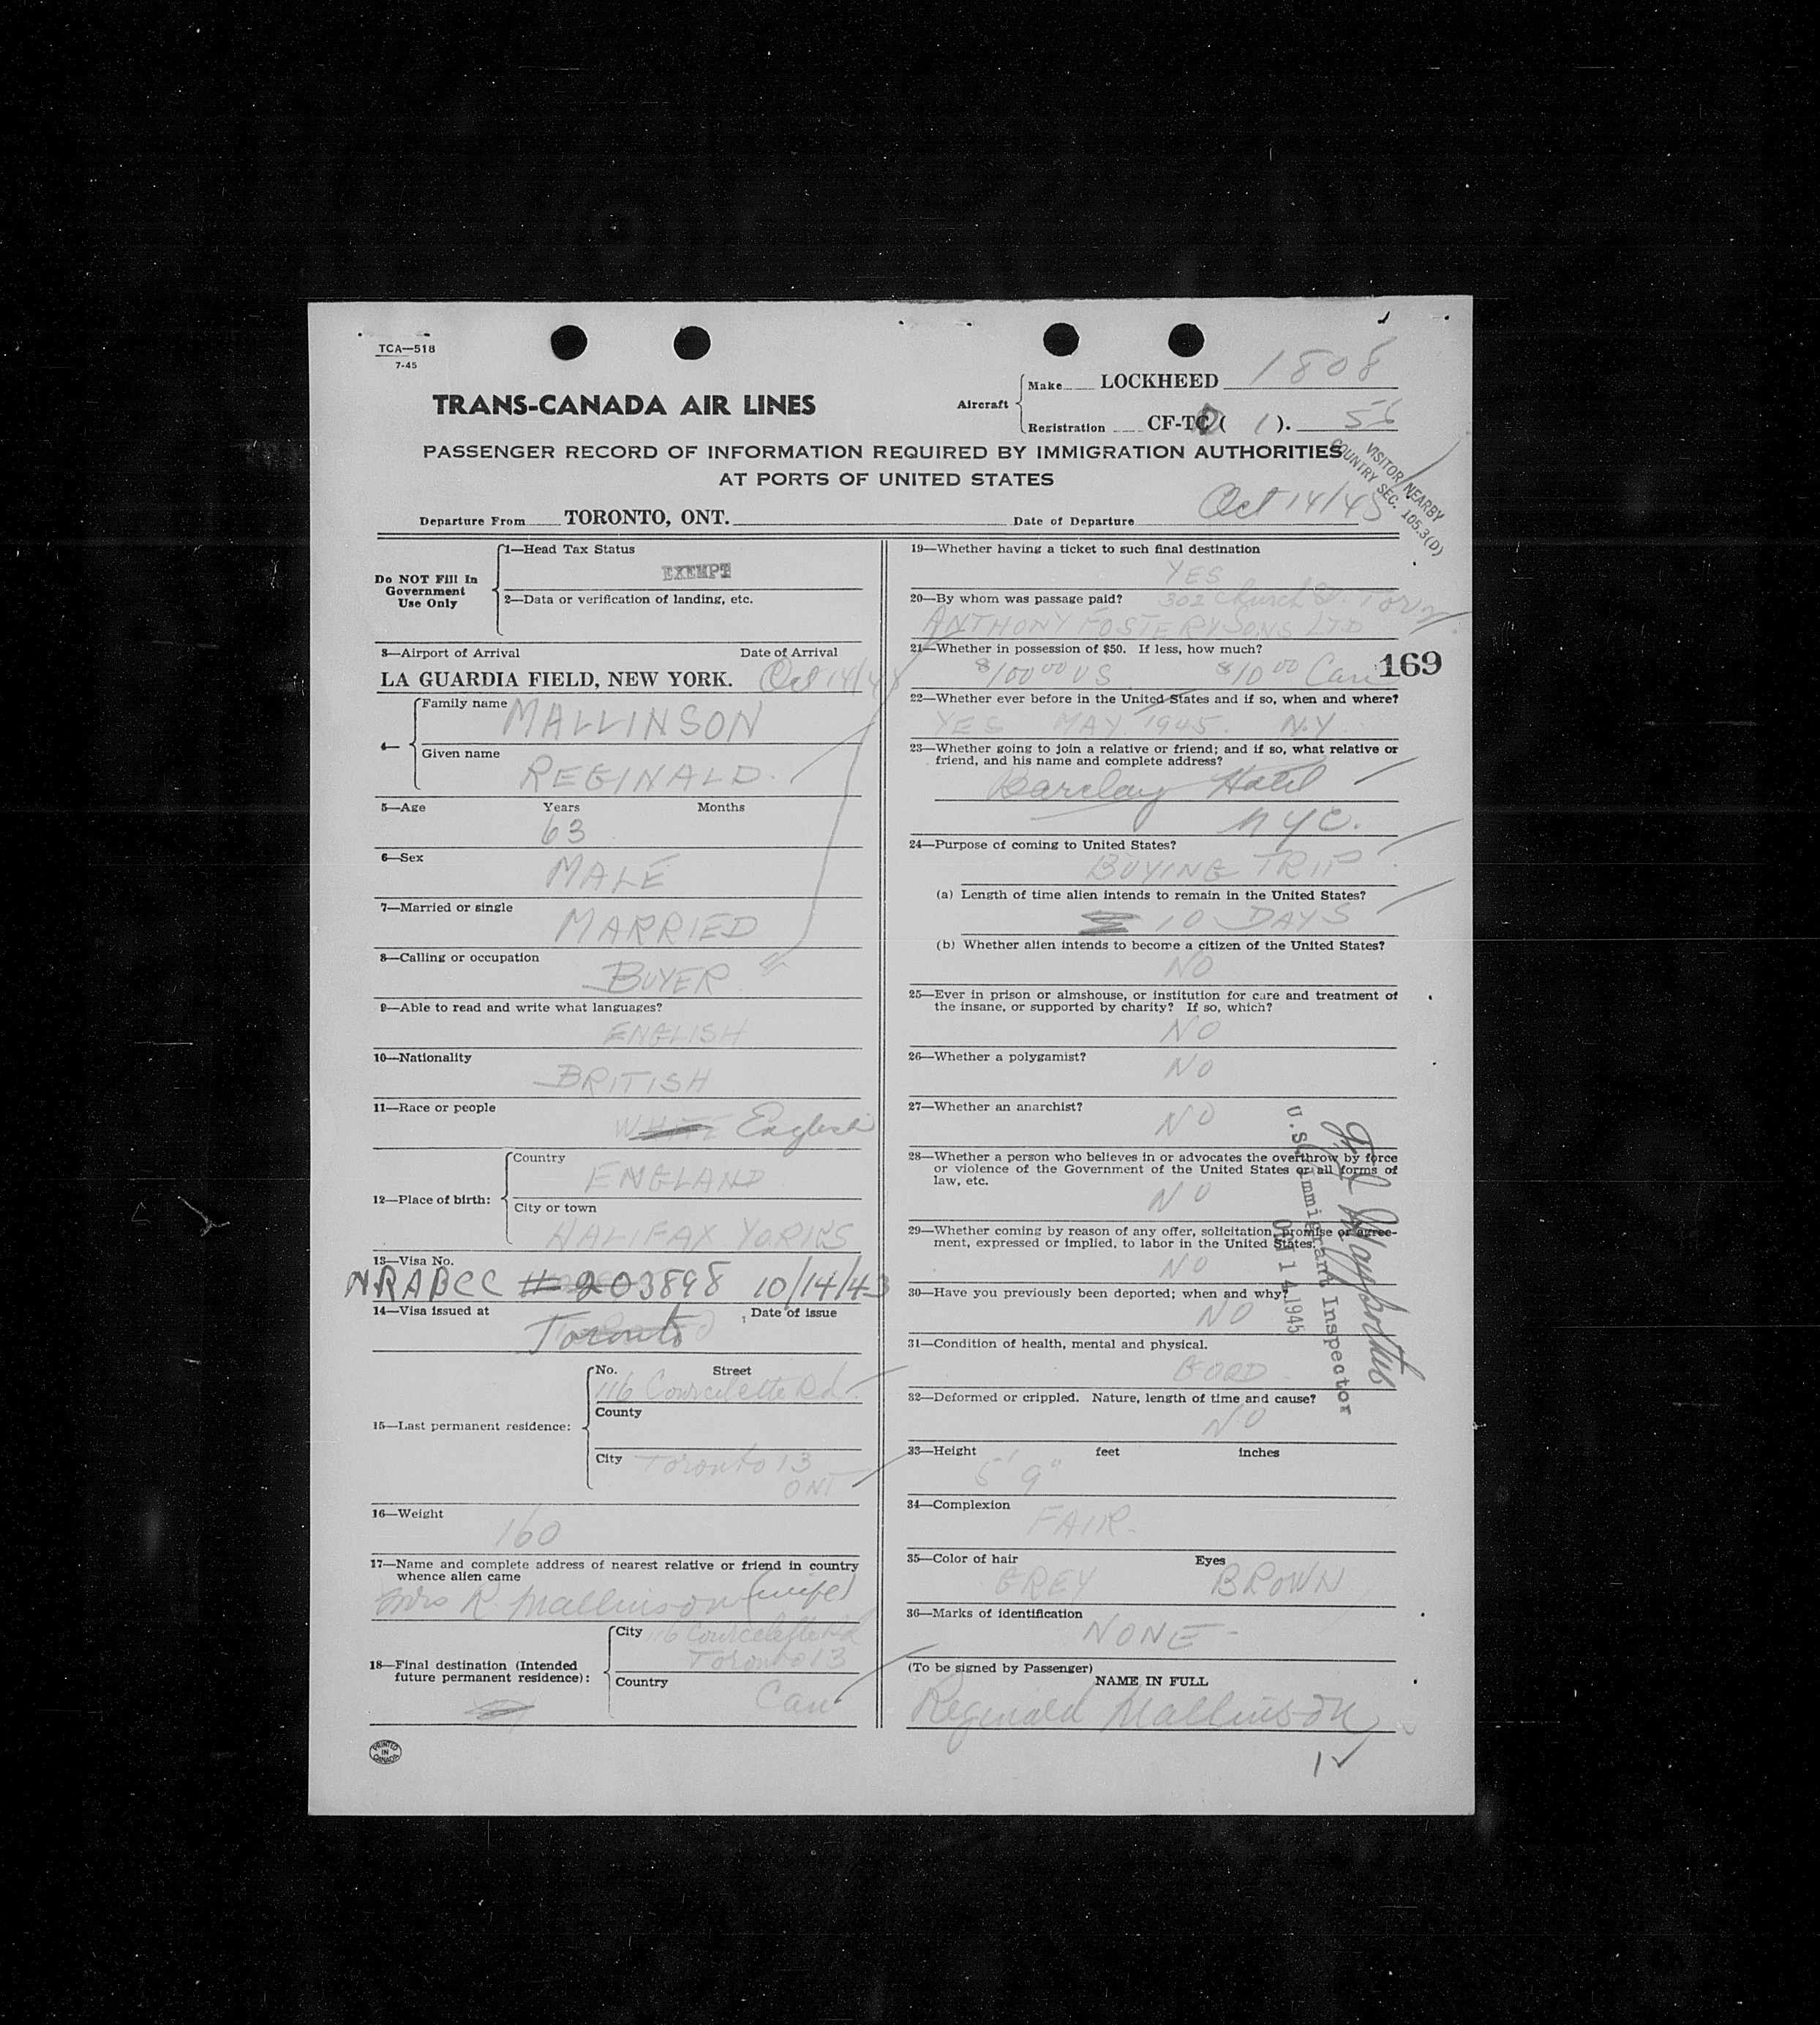 TCA—518
7-45
TRANS-CANADA AIR LINES
Aircraft
Make LOCKHEED 1808
Registration CF-TC ( 1 ). 56
PASSENGER RECORD OF INFORMATION REQUIRED BY IMMIGRATION AUTHORITIES
AT PORTS OF UNITED STATES
VISITOR/NEARBY
COUNTRY SEC. 105.3(D)
Departure From TORONTO, ONT. Date of Departure Oct 14/45
Do NOT Fill In
Government
Use Only
1—Head Tax Status
EXEMPT
2—Data or verification of landing, etc.
3—Airport of Arrival Date of Arrival
LA GUARDIA FIELD, NEW YORK. Oct 14/45
4—
Family name MALLINSON
Given name
REGINALD.
5—Age Years Months
63
6—Sex
MALE
7—Married or single
MARRIED
8—Calling or occupation
BUYER
9—Able to read and write what languages?
ENGLISH
10—Nationality
BRITISH
11—Race or people
WHITE English
12—Place of birth:
Country
ENGLAND
City or town
HALIFAX YORKS
13—Visa No.
NRABCC # 203898 10/14/43
14—Visa issued at Date of issue
Toronto
15—Last permanent residence:
No. Street
116 Courcelette Rd
County
City Toronto 13
ONT
16—Weight
160
17—Name and complete address of nearest relative or friend in country
whence alien came
Mrs R Mallinson (wife)
18—Final destination (Intended
future permanent residence):
City 116 Courcelette Rd
Toronto 13
Country
Can
PRINTED
IN
CANADA
19—Whether having a ticket to such final destination
YES
20—By whom was passage paid? 302 Church St. Toron
ANTHONY FOSTER & SONS LTD
21—Whether in possession of $50. If less, how much?
$100 00 US $10 00 Can
169
22—Whether ever before in the United States and if so, when and where?
YES MAY 1945. N.Y.
23—Whether going to join a relative or friend; and if so, what relative or
friend, and his name and complete address?
Barclay Hotel
NYC.
24—Purpose of coming to United States?
BUYING TRIP
(a) Length of time alien intends to remain in the United States?
10 DAYS
(b) Whether alien intends to become a citizen of the United States?
NO
25—Ever in prison or almshouse, or institution for care and treatment of
the insane, or supported by charity? If so, which?
NO
26—Whether a polygamist?
NO
27—Whether an anarchist?
NO
28—Whether a person who believes in or advocates the overthrow by force
or violence of the Government of the United States or all forms of
law, etc.
NO
29—Whether coming by reason of any offer, solicitation, promise or agree-
ment, expressed or implied, to labor in the United States.
NO
30—Have you previously been deported; when and why?
NO
31—Condition of health, mental and physical.
GOOD
32—Deformed or crippled. Nature, length of time and cause?
NO
33—Height feet inches
5' 9"
34—Complexion
FAIR.
35—Color of hair Eyes
GREY BROWN
36—Marks of identification
NONE -
(To be signed by Passenger)
NAME IN FULL
Reginald Mallinson
1
U.S. Immigrant Inspector
OCT 14 1945